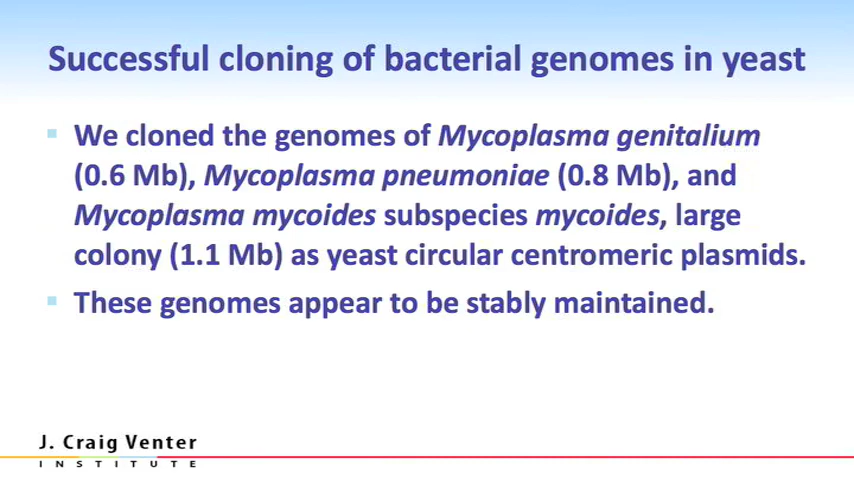 Successful cloning of bacterial genomes in yeast
We cloned the genomes of Mycoplasma genitalium
(0.6 Mb), Mycoplasma pneumoniae (0.8 Mb), and
Mycoplasma mycoides subspecies mycoides, large
colony (1.1 Mb) as yeast circular centromeric plasmids.
These genomes appear to be stably maintained.
J. Craig Venter
INSTITUTE